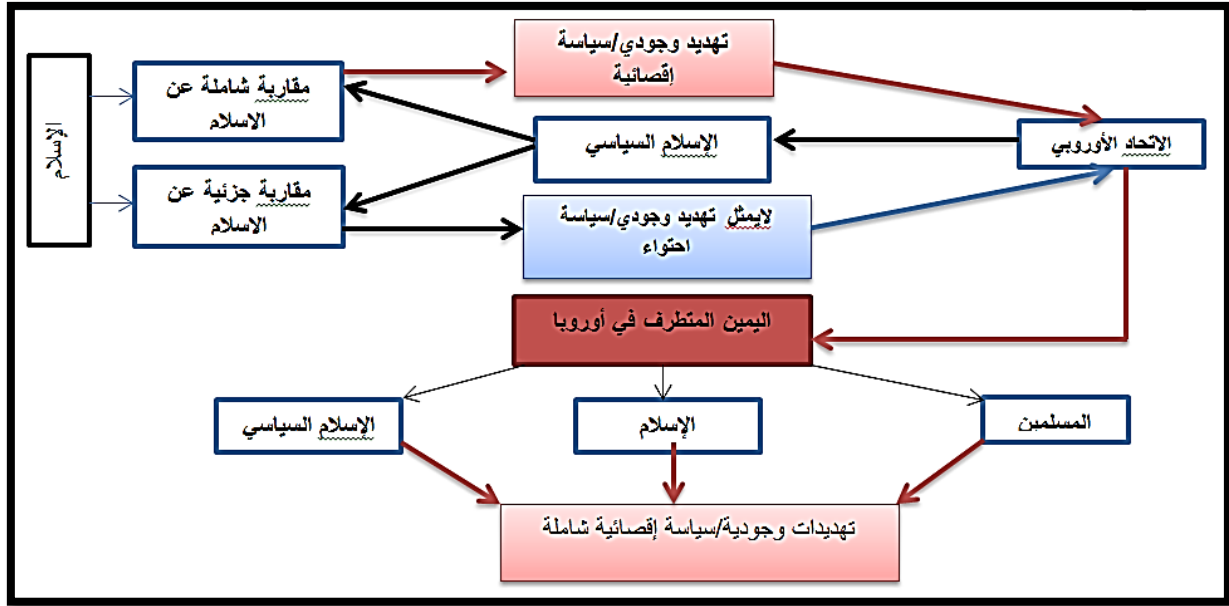 تهديد وجودي/سياسة
إقصائية
مقاربة شاملة عن
الاسلام
الإسلام
الاتحاد الأوروبي
الإسلام السياسي
مقاربة جزئية عن
الاسلام
لايمثل تهديد وجودي/سياسة
احتواء
اليمين المتطرف في أوروبا
المسلمين
الإسلام
الإسلام السياسي
تهديدات وجودية/سياسة إقصائية شاملة